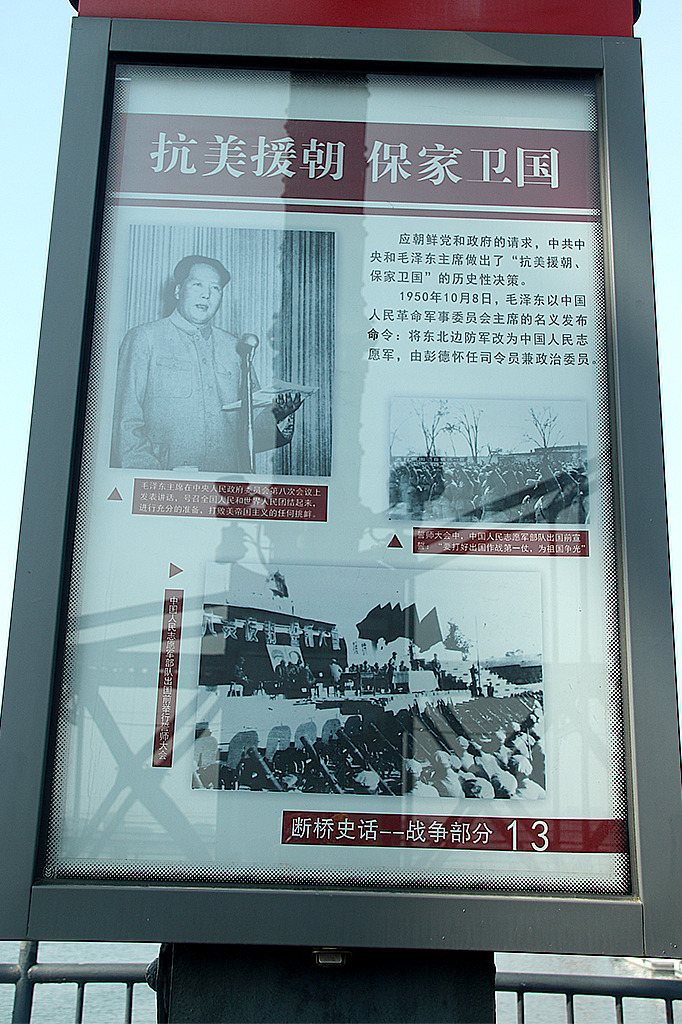 抗美援朝 保家卫国
应朝鲜党和政府的请求，中共中
央和毛泽东主席做出了“抗美援朝、
保家卫国”的历史性决策。
1950年10月8日，毛泽东以中国
人民革命军事委员会主席的名义发布
命令：将东北边防军改为中国人民志
愿军，由彭德怀任司令员兼政治委员。
毛泽东主席在中央人民政府委员会第八次会议上
发表讲话，号召全国人民和世界人民团结起来，
进行充分的准备，打败美帝国主义的任何挑衅。
誓师大会中，中国人民志愿军部队出国前宣
誓：“要打好出国作战第一仗，为祖国争光”
中国人民志愿军部队出国前举行誓师大会
断桥史话--战争部分 13